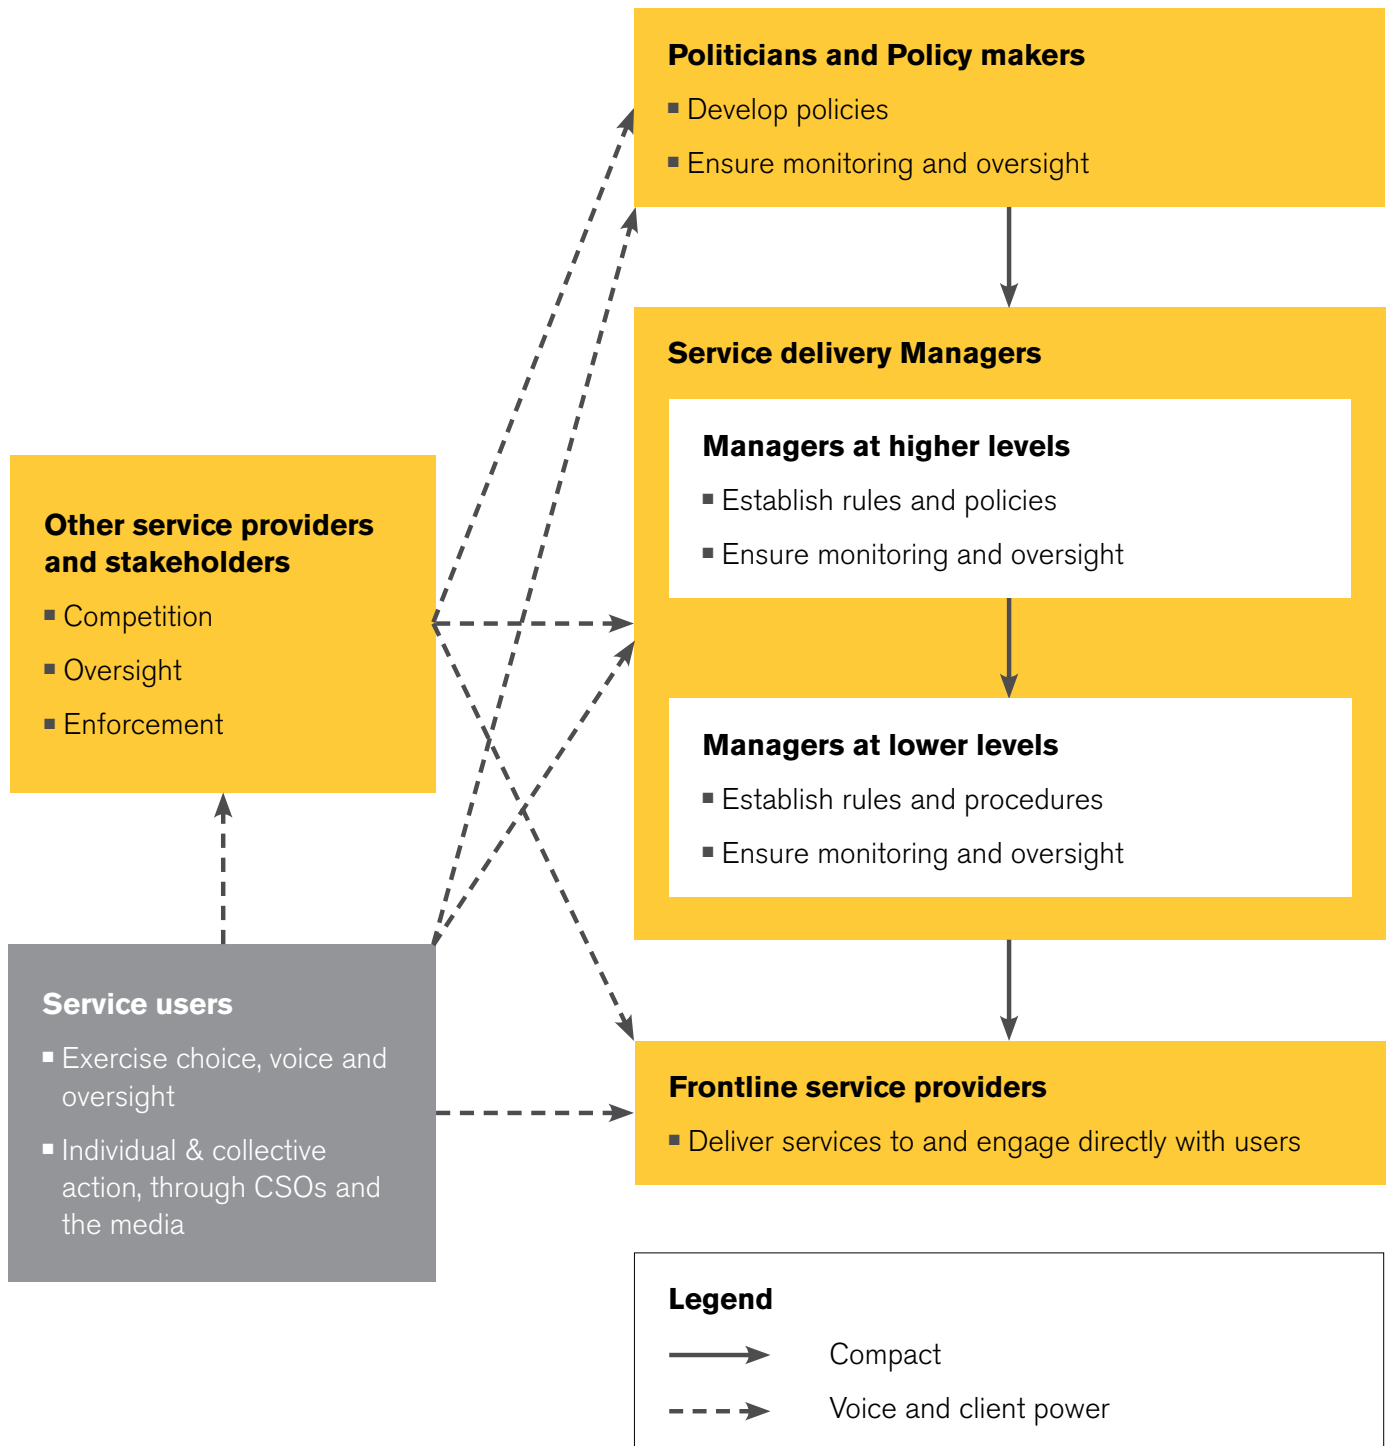 Politicians and Policy makers
▪ Develop policies
▪ Ensure monitoring and oversight
Service delivery Managers
Managers at higher levels
▪ Establish rules and policies
▪ Ensure monitoring and oversight
Managers at lower levels
▪ Establish rules and procedures
▪ Ensure monitoring and oversight
Other service providers
and stakeholders
▪ Competition
▪ Oversight
▪ Enforcement
Service users
▪ Exercise choice, voice and
oversight
▪ Individual & collective
action, through CSOs and
the media
Frontline service providers
▪ Deliver services to and engage directly with users
Legend
Compact
Voice and client power